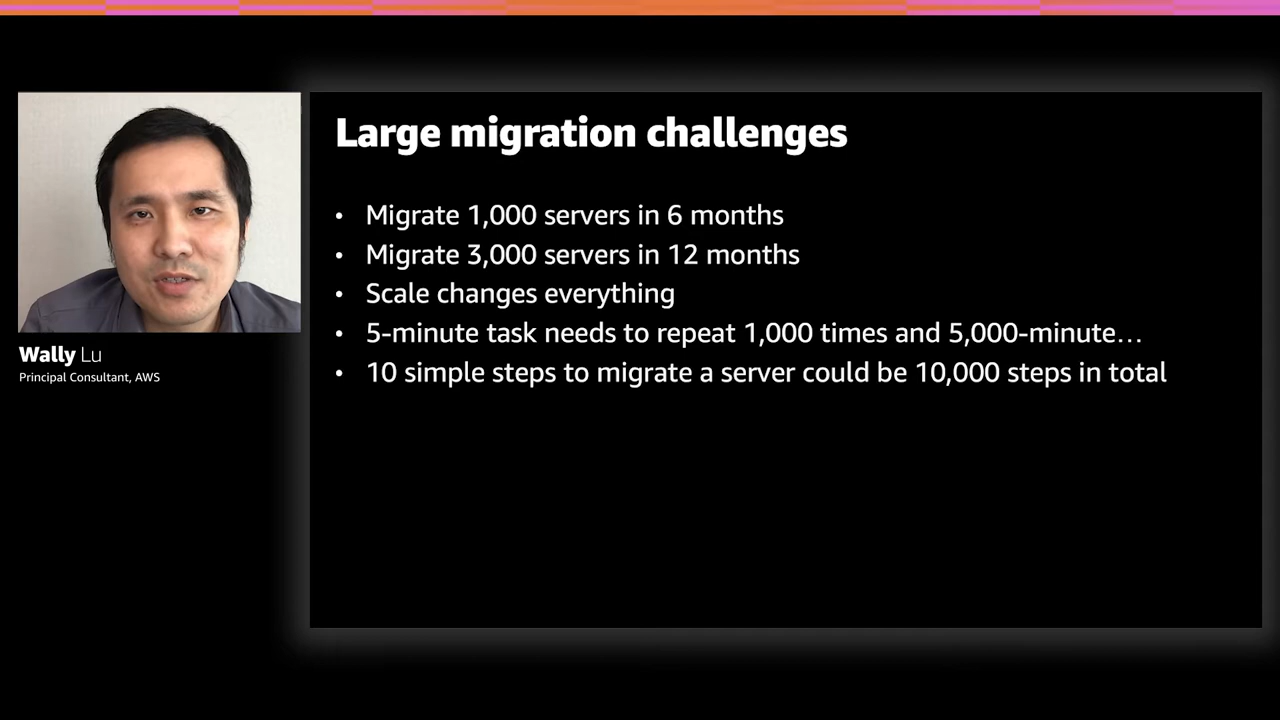 Large migration challenges
• Migrate 1,000 servers in 6 months
• Migrate 3,000 servers in 12 months
• Scale changes everything
• 5-minute task needs to repeat 1,000 times and 5,000-minute…
• 10 simple steps to migrate a server could be 10,000 steps in total
Wally Lu
Principal Consultant, AWS